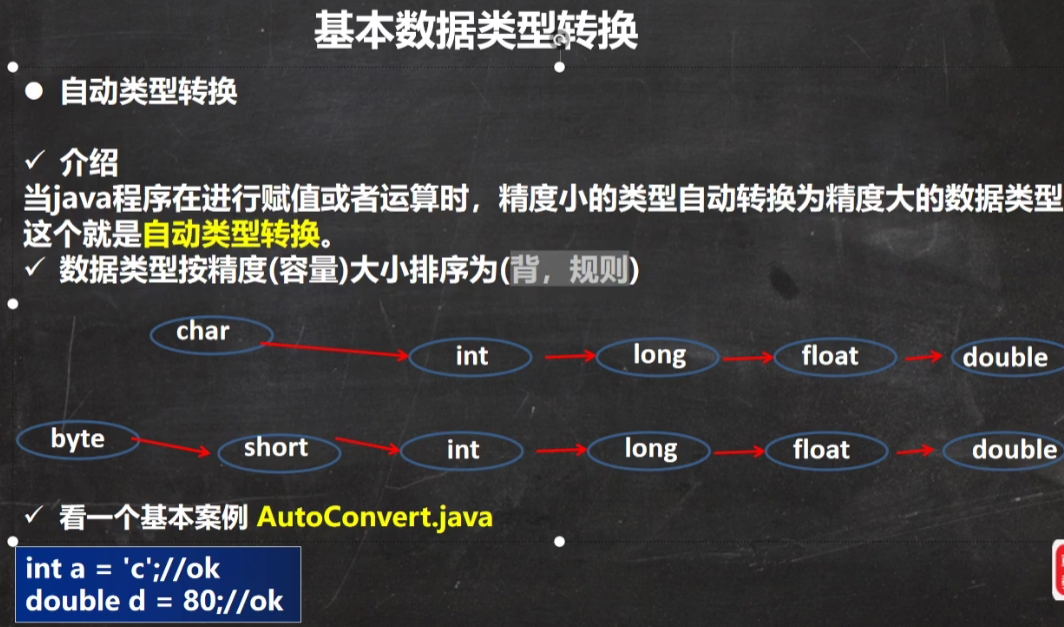 基本数据类型转换
● 自动类型转换
✓ 介绍
当java程序在进行赋值或者运算时，精度小的类型自动转换为精度大的数据类型
这个就是自动类型转换。
✓ 数据类型按精度(容量)大小排序为(背，规则)
char int long float double
byte short int long float double
✓ 看一个基本案例 AutoConvert.java
int a = 'c';//ok
double d = 80;//ok